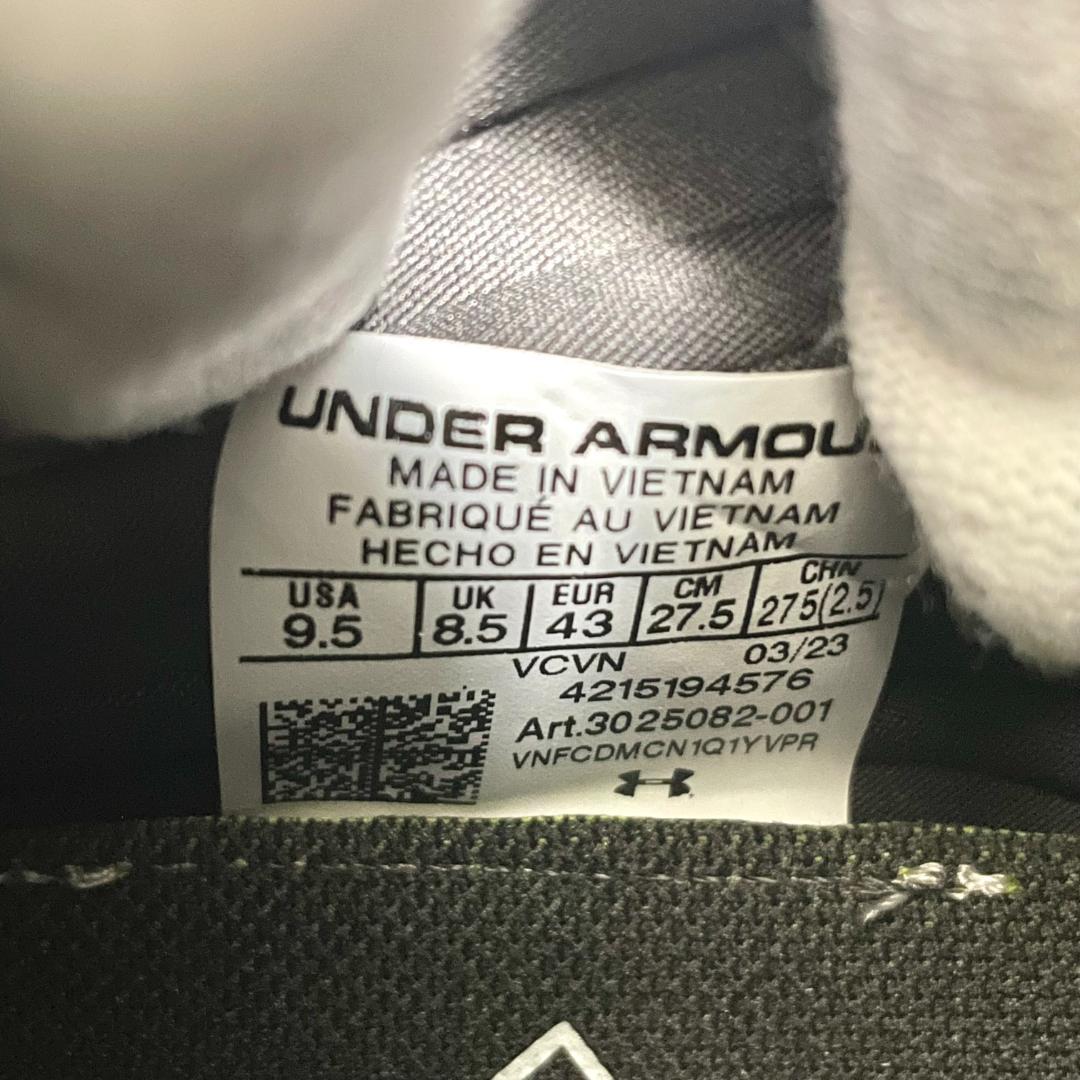 UNDER ARMOU
MADE IN VIETNAM
FABRIQUÉ AU VIETNAM
HECHO EN VIETNAM
USA UK EUR CM CHN
9.5 8.5 43 27.5 275(2.5)
VCVN 03/23
4215194576
Art.3025082-001
VNFCDMCN1Q1YVPR